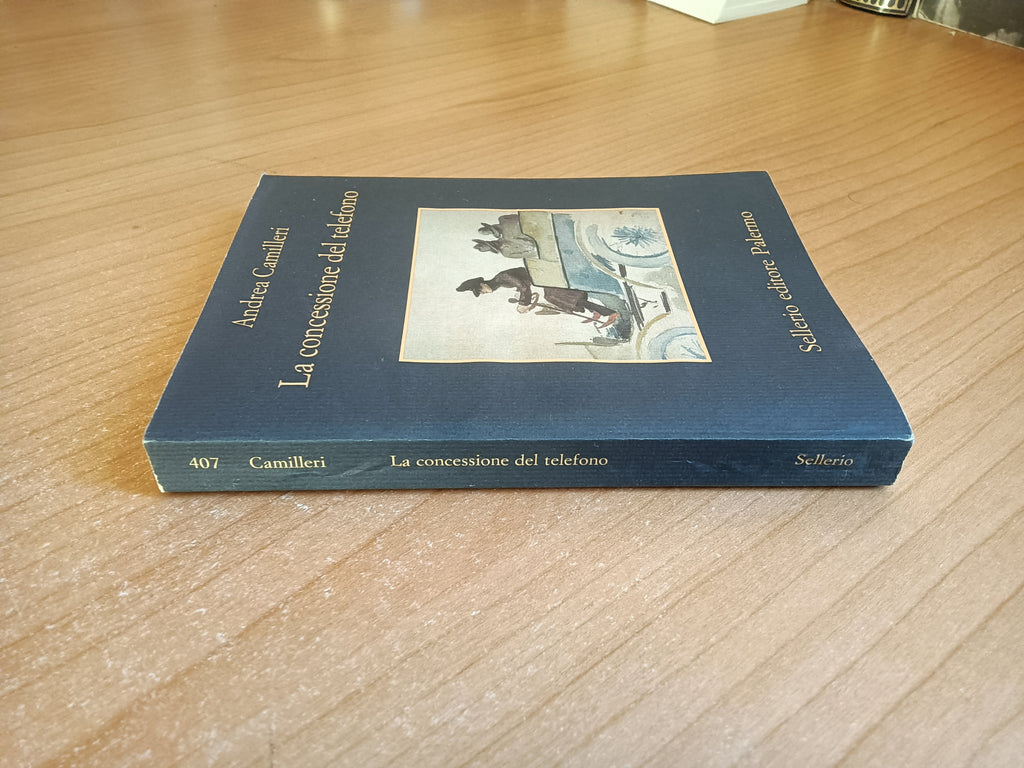 Andrea Camilleri
La concessione del telefono
Sellerio editore Palermo
407 Camilleri La concessione del telefono Sellerio